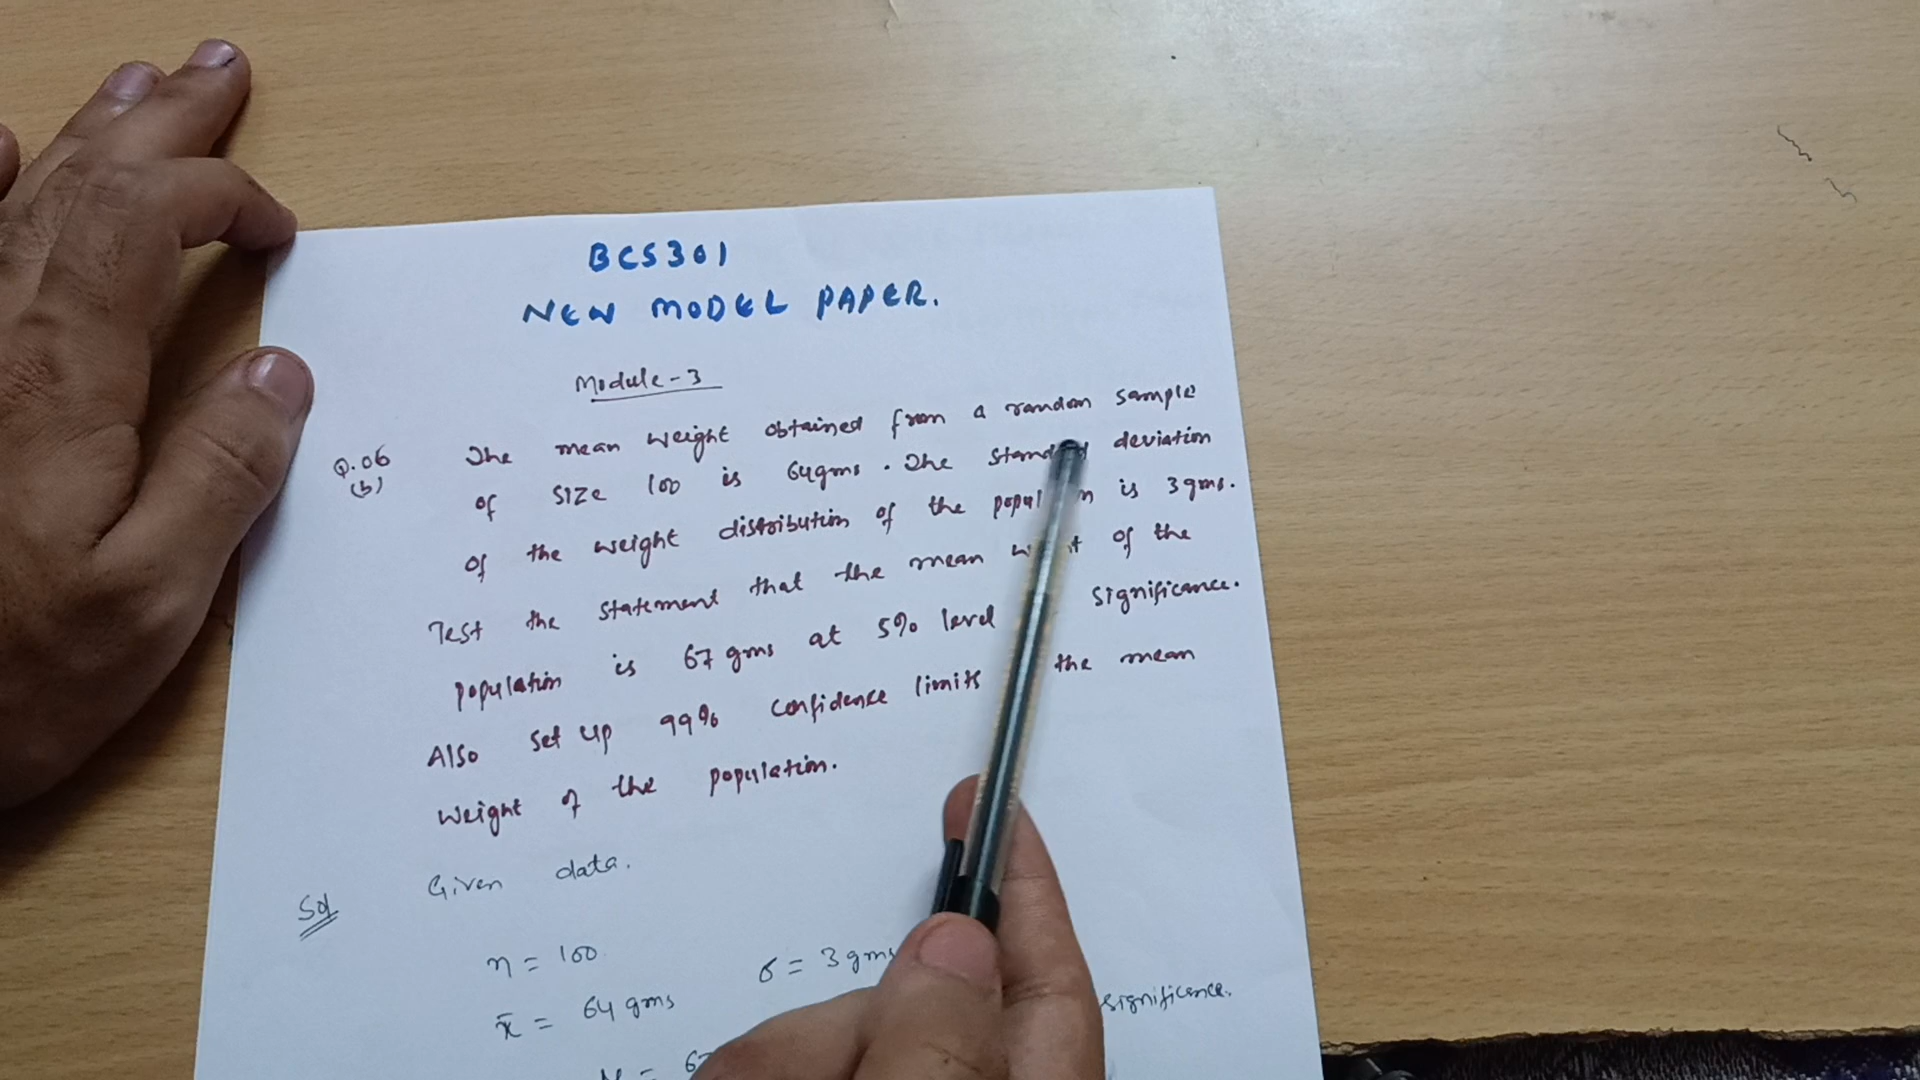 BCS301
NEW MODEL PAPER.
Module-3
Q.06 The mean weight obtained from a random sample
(b) of size 100 is 64gms. The standard deviation
of the weight distribution of the is 3gms.
Test the statement that the mean of the
population is 67 gms at 5% level significance.
Also set up 99% confidence limits the mean
weight of the population.
Sol Given data.
n = 100 σ = 3 gms
x̄ = 64 gms significance.